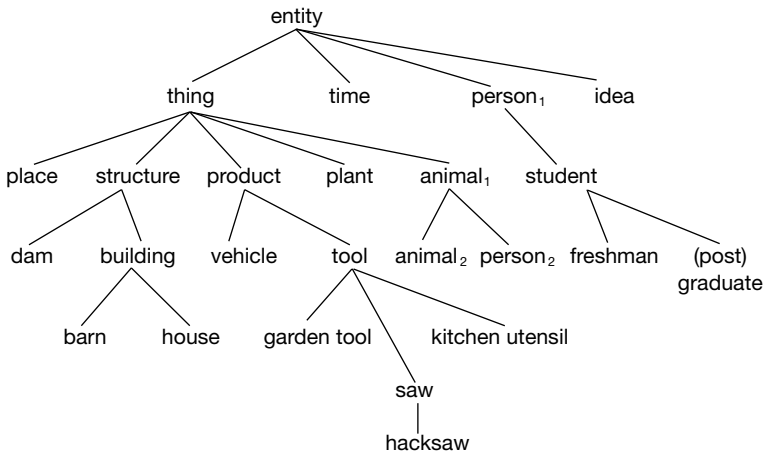 entity
thing time person₁ idea
place structure product plant animal₁ student
dam building vehicle tool animal₂ person₂ freshman (post)
graduate
barn house garden tool kitchen utensil
saw
hacksaw